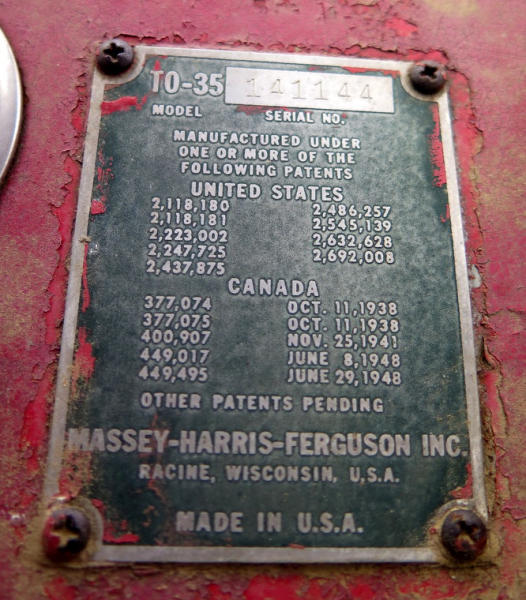 TO-35 141144
MODEL SERIAL NO.
MANUFACTURED UNDER
ONE OR MORE OF THE
FOLLOWING PATENTS
UNITED STATES
2,118,180 2,486,257
2,118,181 2,545,139
2,223,002 2,632,628
2,247,725 2,692,008
2,437,875
CANADA
377,074 OCT. 11,1938
377,075 OCT. 11,1938
400,907 NOV. 25,1941
449,017 JUNE 8,1948
449,495 JUNE 29,1948
OTHER PATENTS PENDING
MASSEY-HARRIS-FERGUSON INC.
RACINE, WISCONSIN, U.S.A.
MADE IN U.S.A.